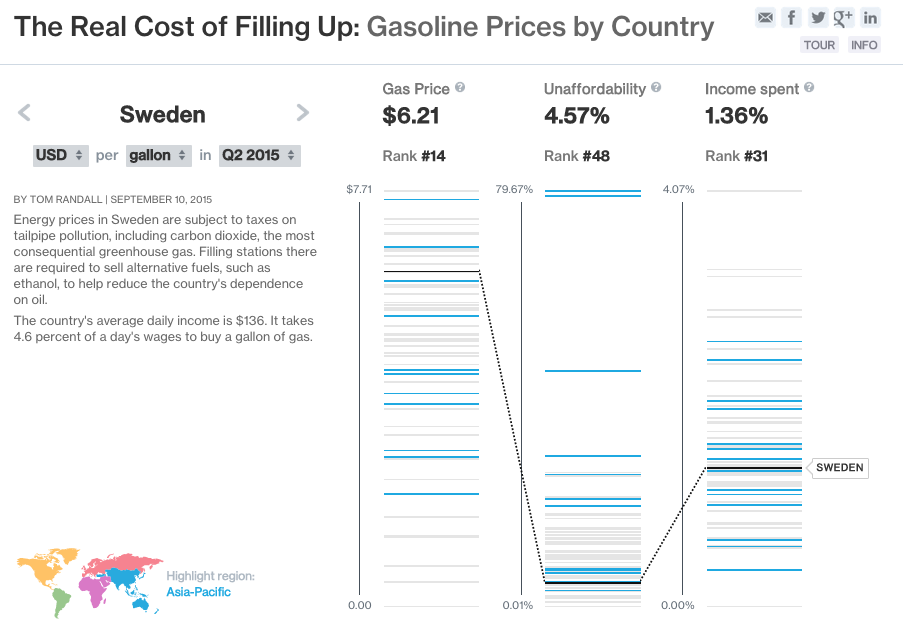 The Real Cost of Filling Up: Gasoline Prices by Country
f g+ in
TOUR INFO
Sweden
USD per gallon in Q2 2015
BY TOM RANDALL | SEPTEMBER 10, 2015
Energy prices in Sweden are subject to taxes on
tailpipe pollution, including carbon dioxide, the most
consequential greenhouse gas. Filling stations there
are required to sell alternative fuels, such as
ethanol, to help reduce the country's dependence
on oil.
The country's average daily income is $136. It takes
4.6 percent of a day's wages to buy a gallon of gas.
Gas Price ?
$6.21
Rank #14
Unaffordability ?
4.57%
Rank #48
Income spent ?
1.36%
Rank #31
$7.71
79.67%
4.07%
SWEDEN
0.00
0.01%
0.00%
Highlight region:
Asia-Pacific